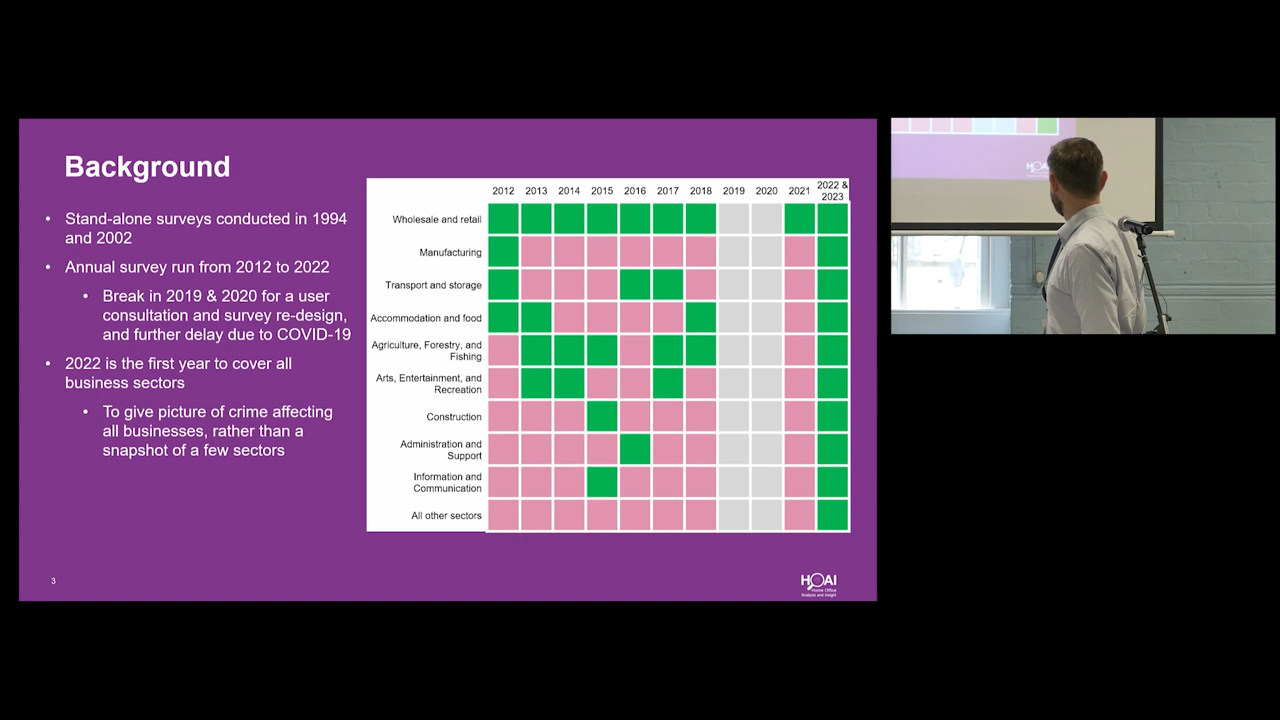 Background
• Stand-alone surveys conducted in 1994
and 2002
• Annual survey run from 2012 to 2022
• Break in 2019 & 2020 for a user
consultation and survey re-design,
and further delay due to COVID-19
• 2022 is the first year to cover all
business sectors
• To give picture of crime affecting
all businesses, rather than a
snapshot of a few sectors
2012 2013 2014 2015 2016 2017 2018 2019 2020 2021 2022 &
2023
Wholesale and retail
Manufacturing
Transport and storage
Accommodation and food
Agriculture, Forestry, and
Fishing
Arts, Entertainment, and
Recreation
Construction
Administration and
Support
Information and
Communication
All other sectors
3
HOAI
Home Office
Analysis and Insight
HOAI